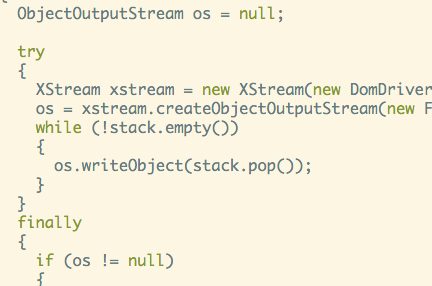 {
ObjectOutputStream os = null;
try
{
XStream xstream = new XStream(new DomDriver
os = xstream.createObjectOutputStream(new F
while (!stack.empty())
{
os.writeObject(stack.pop());
}
}
finally
{
if (os != null)
{